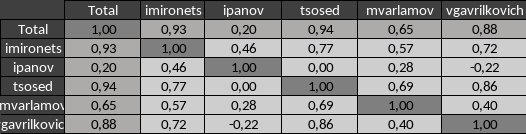 Total imironets ipanov tsosed mvarlamov vgavrilkovich
Total 1,00 0,93 0,20 0,94 0,65 0,88
imironets 0,93 1,00 0,46 0,77 0,57 0,72
ipanov 0,20 0,46 1,00 0,00 0,28 -0,22
tsosed 0,94 0,77 0,00 1,00 0,69 0,86
mvarlamov 0,65 0,57 0,28 0,69 1,00 0,40
gavrilkovic 0,88 0,72 -0,22 0,86 0,40 1,00